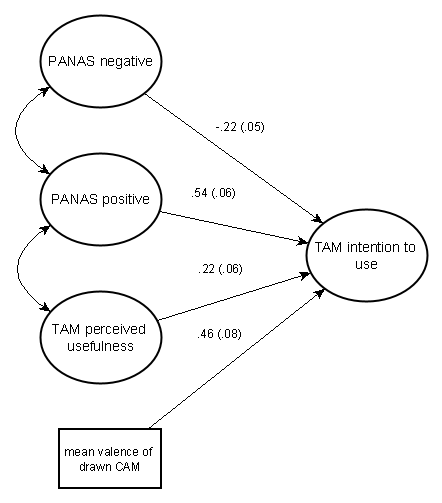 PANAS negative
-.22 (.05)
PANAS positive
.54 (.06)
TAM intention to
use
.22 (.06)
TAM perceived
usefulness
.46 (.08)
mean valence of
drawn CAM